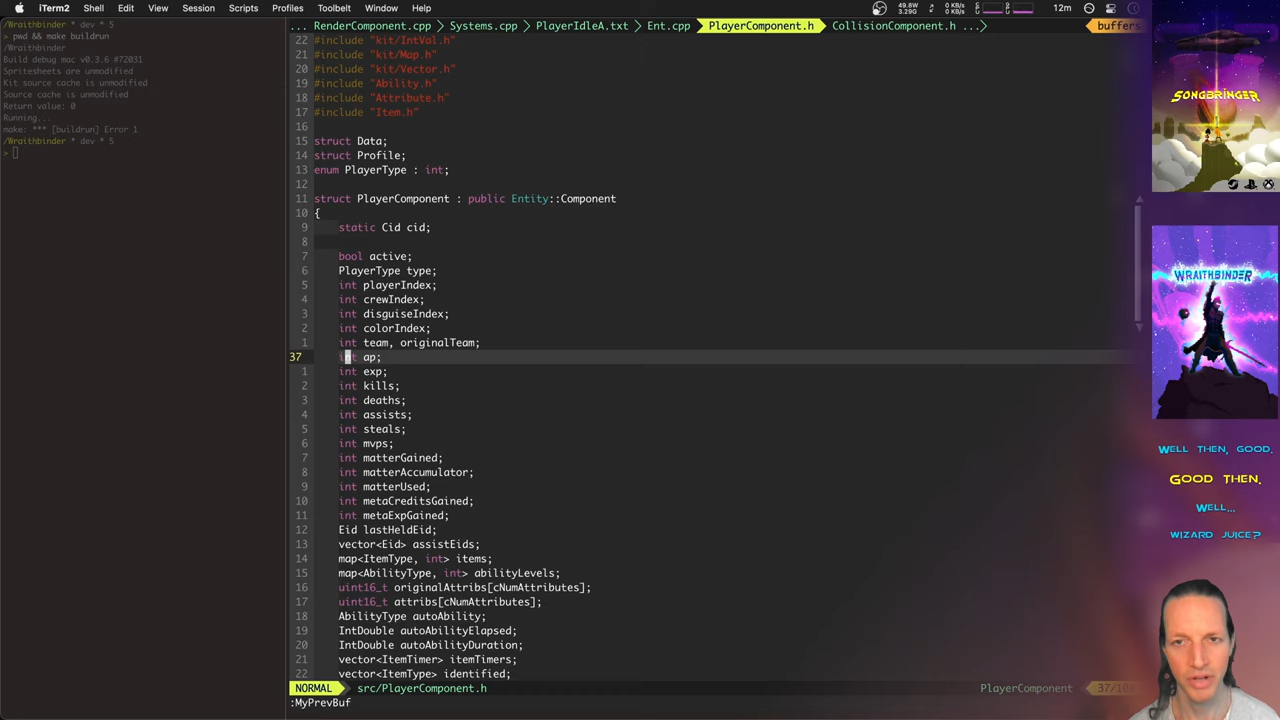 iTerm2 Shell Edit View Session Scripts Profiles Toolbelt Window Help
49.8W 3.29G 0 KB/s 0 KB/s 12m
/Wraithbinder * dev * 5
> pwd && make buildrun
/Wraithbinder
Build debug mac v0.3.6 #72031
Spritesheets are unmodified
Kit source cache is unmodified
Source cache is unmodified
Return value: 0
Running...
make: *** [buildrun] Error 1
/Wraithbinder * dev * 5
>
... RenderComponent.cpp > Systems.cpp > PlayerIdleA.txt > Ent.cpp PlayerComponent.h CollisionComponent.h ...> buffers
22 #include "kit/IntVal.h"
21 #include "kit/Map.h"
20 #include "kit/Vector.h"
19 #include "Ability.h"
18 #include "Attribute.h"
17 #include "Item.h"
16
15 struct Data;
14 struct Profile;
13 enum PlayerType : int;
12
11 struct PlayerComponent : public Entity::Component
10 {
9 static Cid cid;
8
7 bool active;
6 PlayerType type;
5 int playerIndex;
4 int crewIndex;
3 int disguiseIndex;
2 int colorIndex;
1 int team, originalTeam;
37 int ap;
1 int exp;
2 int kills;
3 int deaths;
4 int assists;
5 int steals;
6 int mvps;
7 int matterGained;
8 int matterAccumulator;
9 int matterUsed;
10 int metaCreditsGained;
11 int metaExpGained;
12 Eid lastHeldEid;
13 vector<Eid> assistEids;
14 map<ItemType, int> items;
15 map<AbilityType, int> abilityLevels;
16 uint16_t originalAttribs[cNumAttributes];
17 uint16_t attribs[cNumAttributes];
18 AbilityType autoAbility;
19 IntDouble autoAbilityElapsed;
20 IntDouble autoAbilityDuration;
21 vector<ItemTimer> itemTimers;
22 vector<ItemType> identified;
NORMAL src/PlayerComponent.h PlayerComponent
:MyPrevBuf
SONGBRINGER
WRAITHBINDER
WELL THEN, GOOD.
GOOD THEN.
WELL...
WIZARD JUICE?